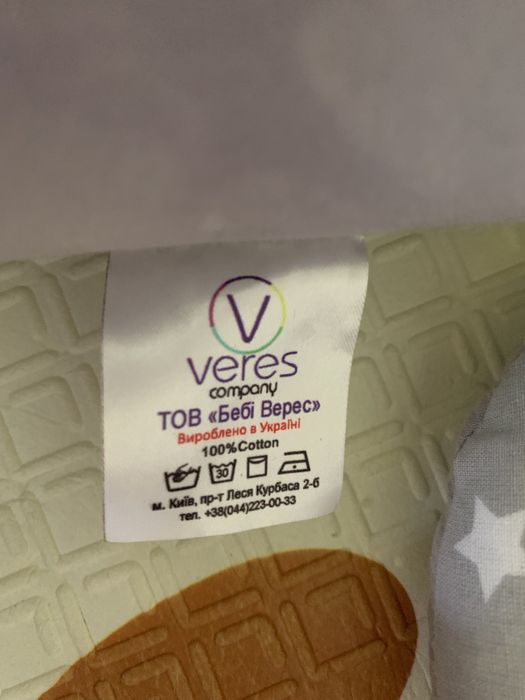 V
veres
company
ТОВ «Бебі Верес»
Вироблено в Україні
100%Cotton
30
м. Київ, пр-т Леся Курбаса 2-б
тел. +38(044)223-00-33